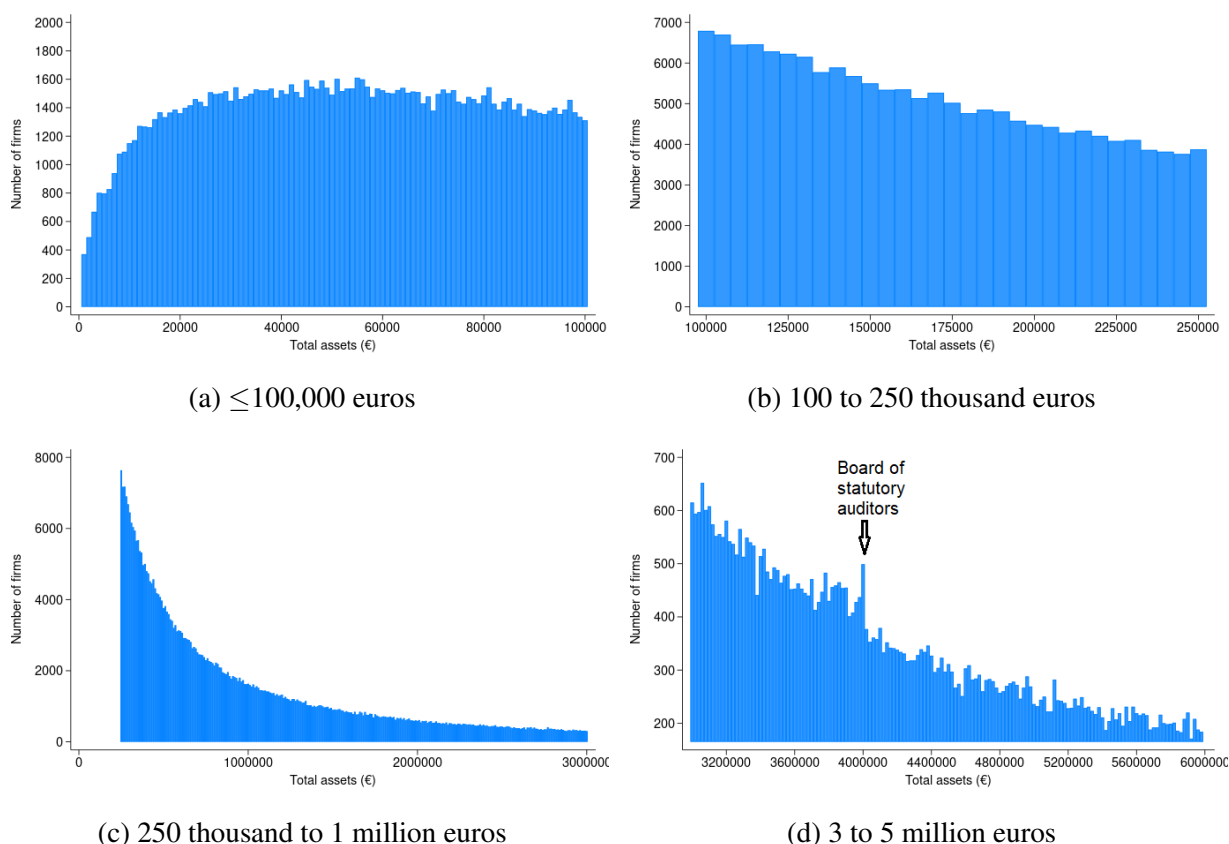 2000
1800
1600
1400
1200
1000
800
600
400
200
0
Number of firms
0 20000 40000 60000 80000 100000
Total assets (€)
(a) ≤100,000 euros
7000
6000
5000
4000
3000
2000
1000
0
Number of firms
100000 125000 150000 175000 200000 225000 250000
Total assets (€)
(b) 100 to 250 thousand euros
8000
6000
4000
2000
0
Number of firms
0 1000000 2000000 3000000
Total assets (€)
(c) 250 thousand to 1 million euros
700
600
500
400
300
200
Number of firms
Board of
statutory
auditors
3200000 3600000 4000000 4400000 4800000 5200000 5600000 6000000
Total assets (€)
(d) 3 to 5 million euros